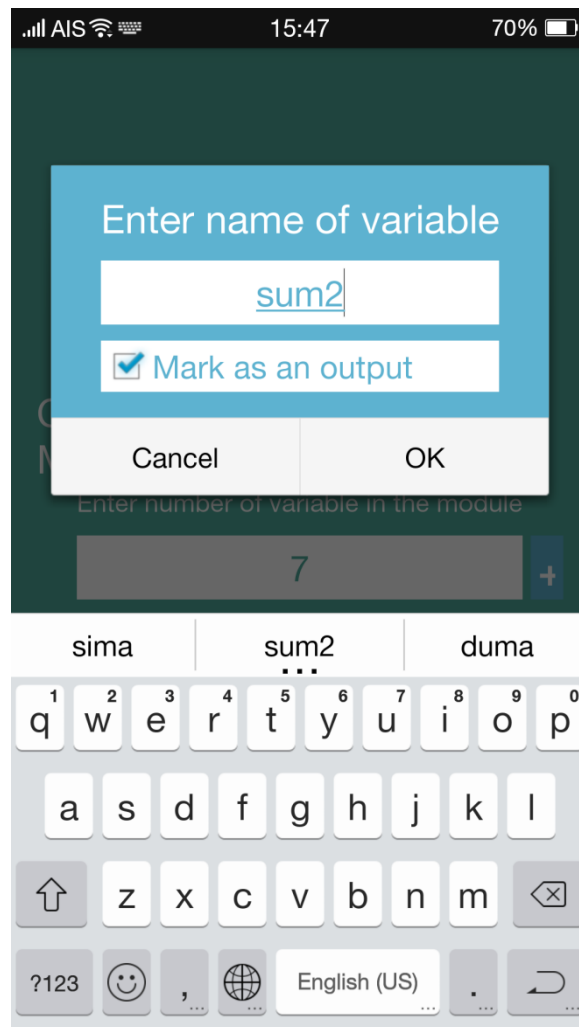 AIS 15:47 70%
Enter name of variable
sum2
Mark as an output
Cancel OK
Enter number of variable in the module
7 +
sima sum2 duma
...
1 2 3 4 5 6 7 8 9 0
q w e r t y u i o p
a s d f g h j k l
z x c v b n m
?123 , English (US) .